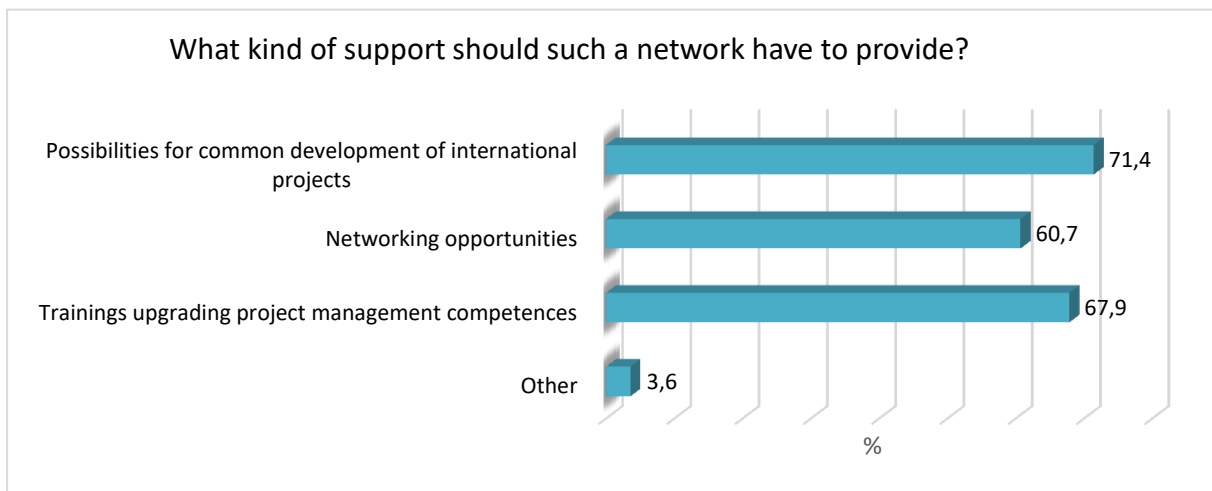 What kind of support should such a network have to provide?
Possibilities for common development of international
projects
71,4
Networking opportunities
60,7
Trainings upgrading project management competences
67,9
Other
3,6
%